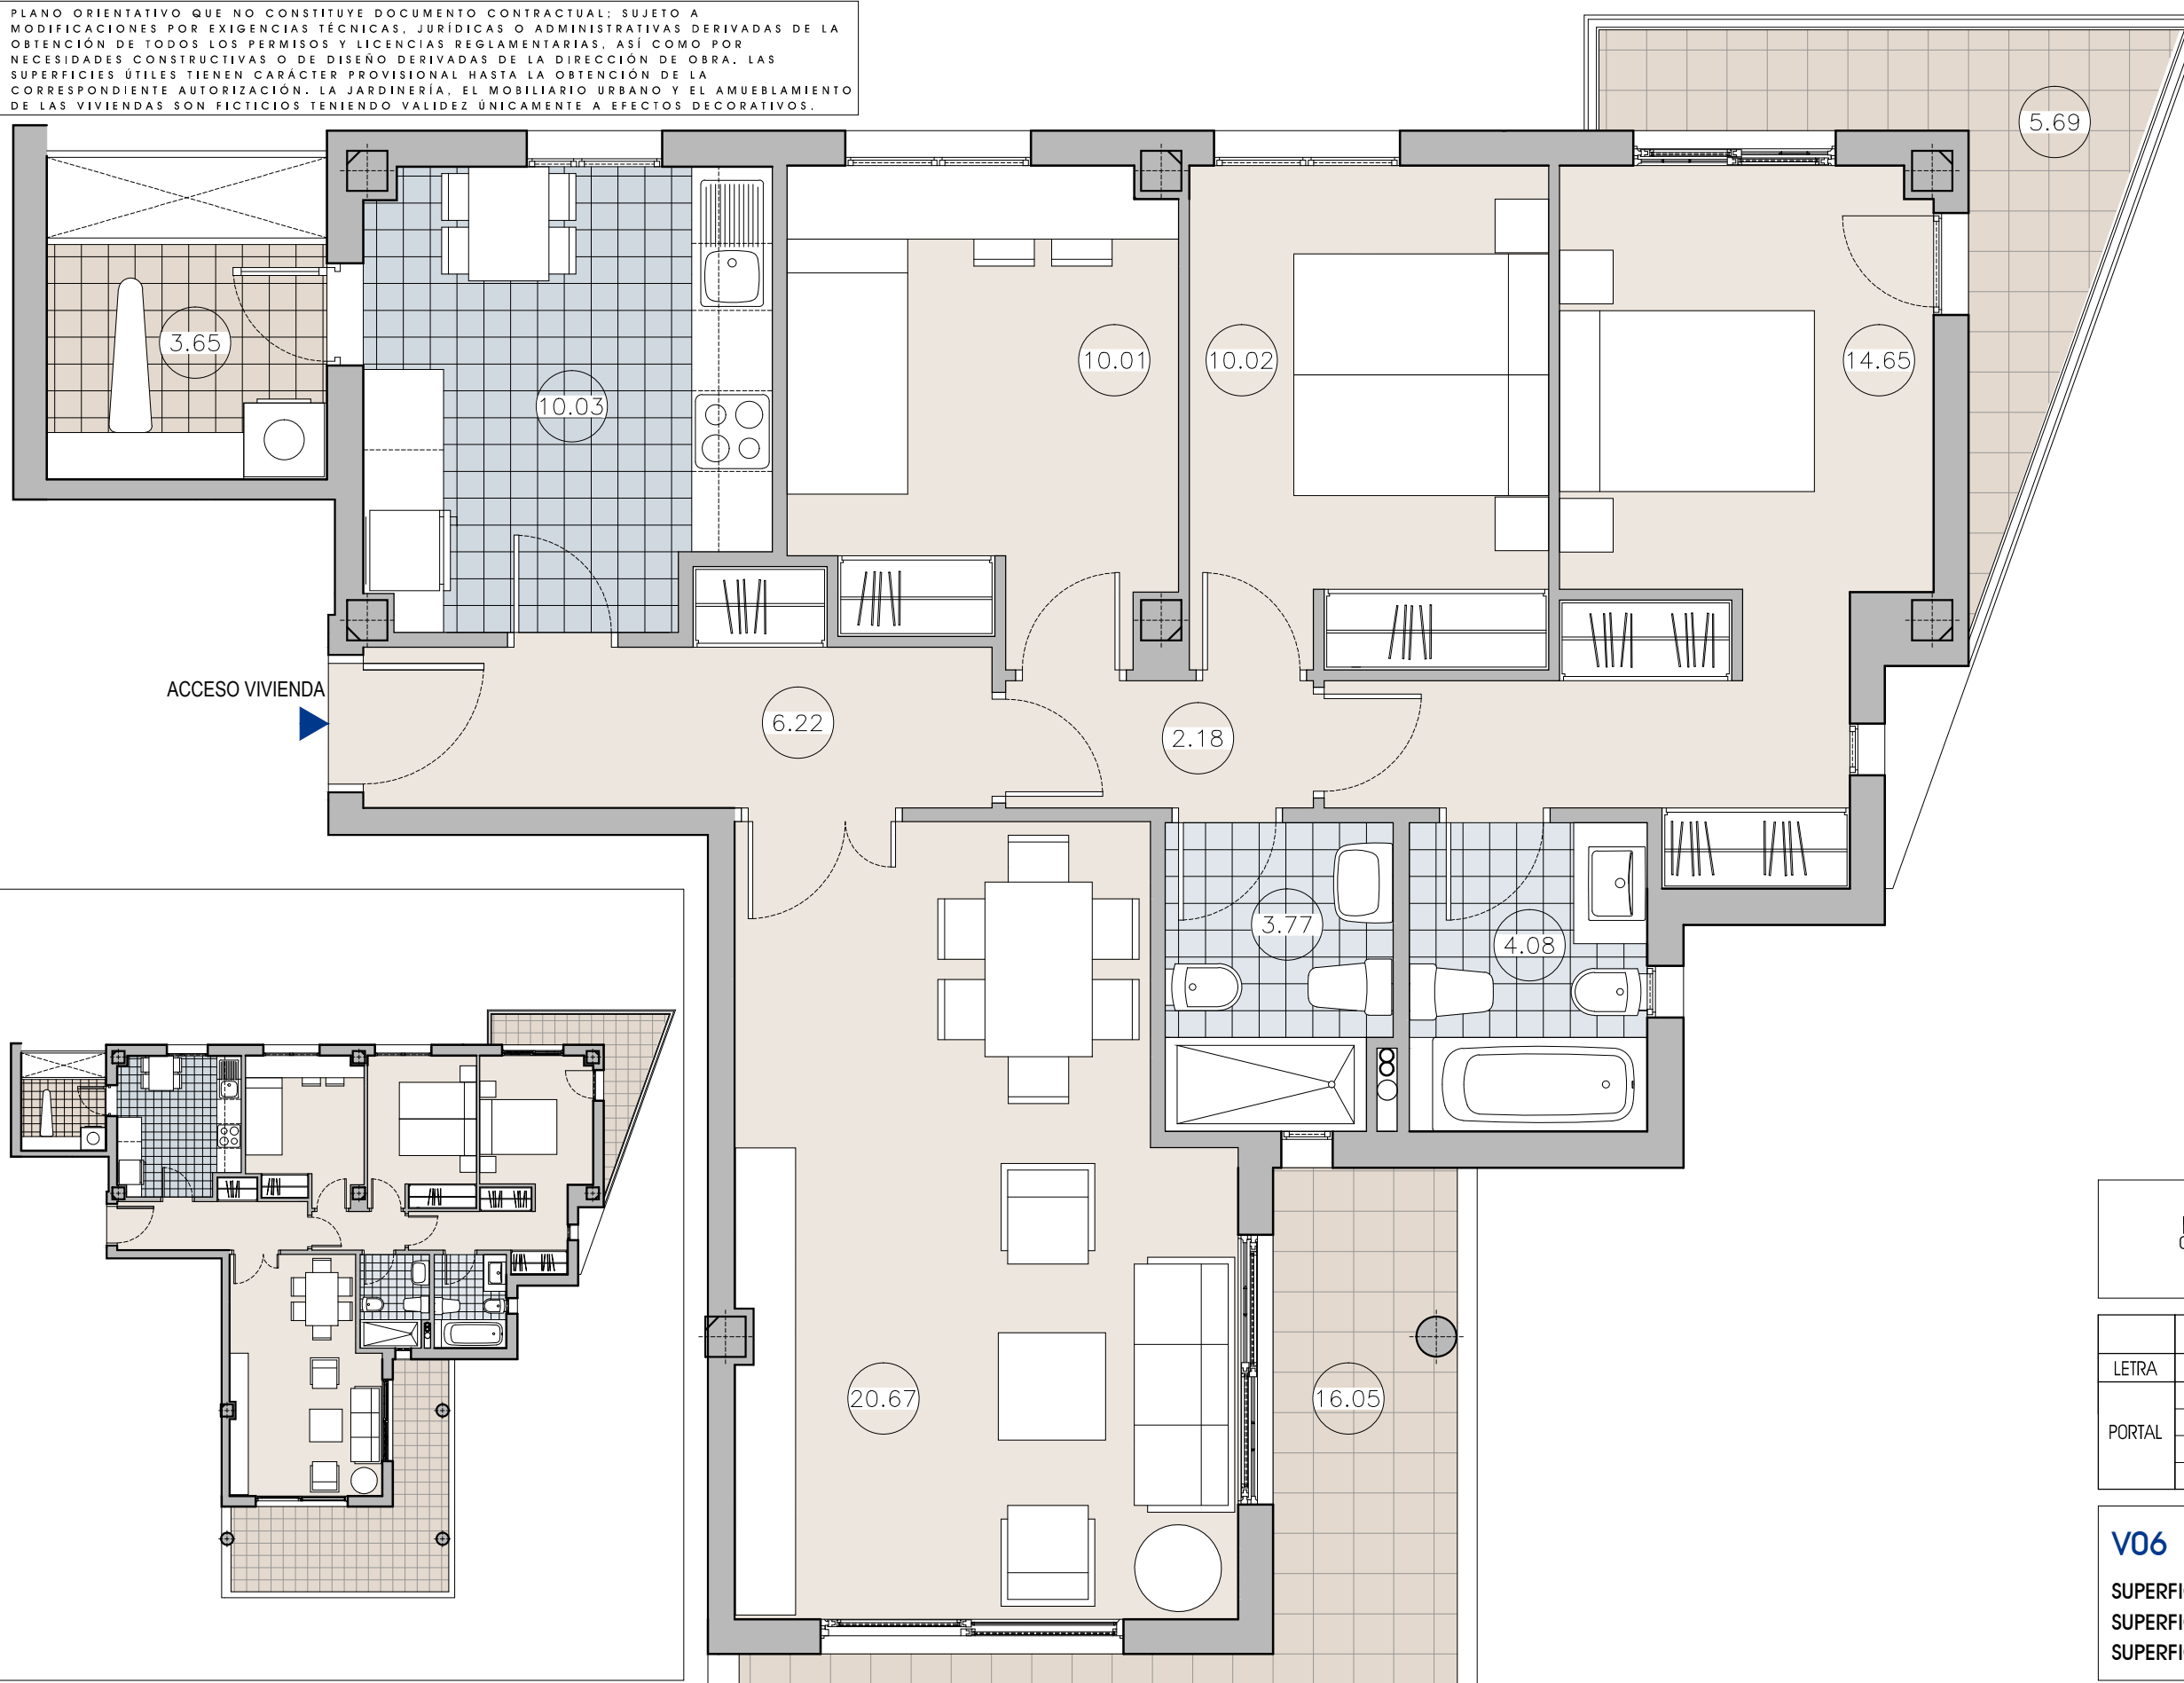 PLANO ORIENTATIVO QUE NO CONSTITUYE DOCUMENTO CONTRACTUAL; SUJETO A
MODIFICACIONES POR EXIGENCIAS TÉCNICAS, JURÍDICAS O ADMINISTRATIVAS DERIVADAS DE LA
OBTENCIÓN DE TODOS LOS PERMISOS Y LICENCIAS REGLAMENTARIAS, ASÍ COMO POR
NECESIDADES CONSTRUCTIVAS O DE DISEÑO DERIVADAS DE LA DIRECCIÓN DE OBRA. LAS
SUPERFICIES ÚTILES TIENEN CARÁCTER PROVISIONAL HASTA LA OBTENCIÓN DE LA
CORRESPONDIENTE AUTORIZACIÓN. LA JARDINERÍA, EL MOBILIARIO URBANO Y EL AMUEBLAMIENTO
DE LAS VIVIENDAS SON FICTICIOS TENIENDO VALIDEZ ÚNICAMENTE A EFECTOS DECORATIVOS.
5.69
3.65
10.03
10.01
10.02
14.65
ACCESO VIVIENDA
6.22
2.18
3.77
4.08
20.67
16.05
LETRA
PORTAL
V06
SUPERFI
SUPERFI
SUPERFI